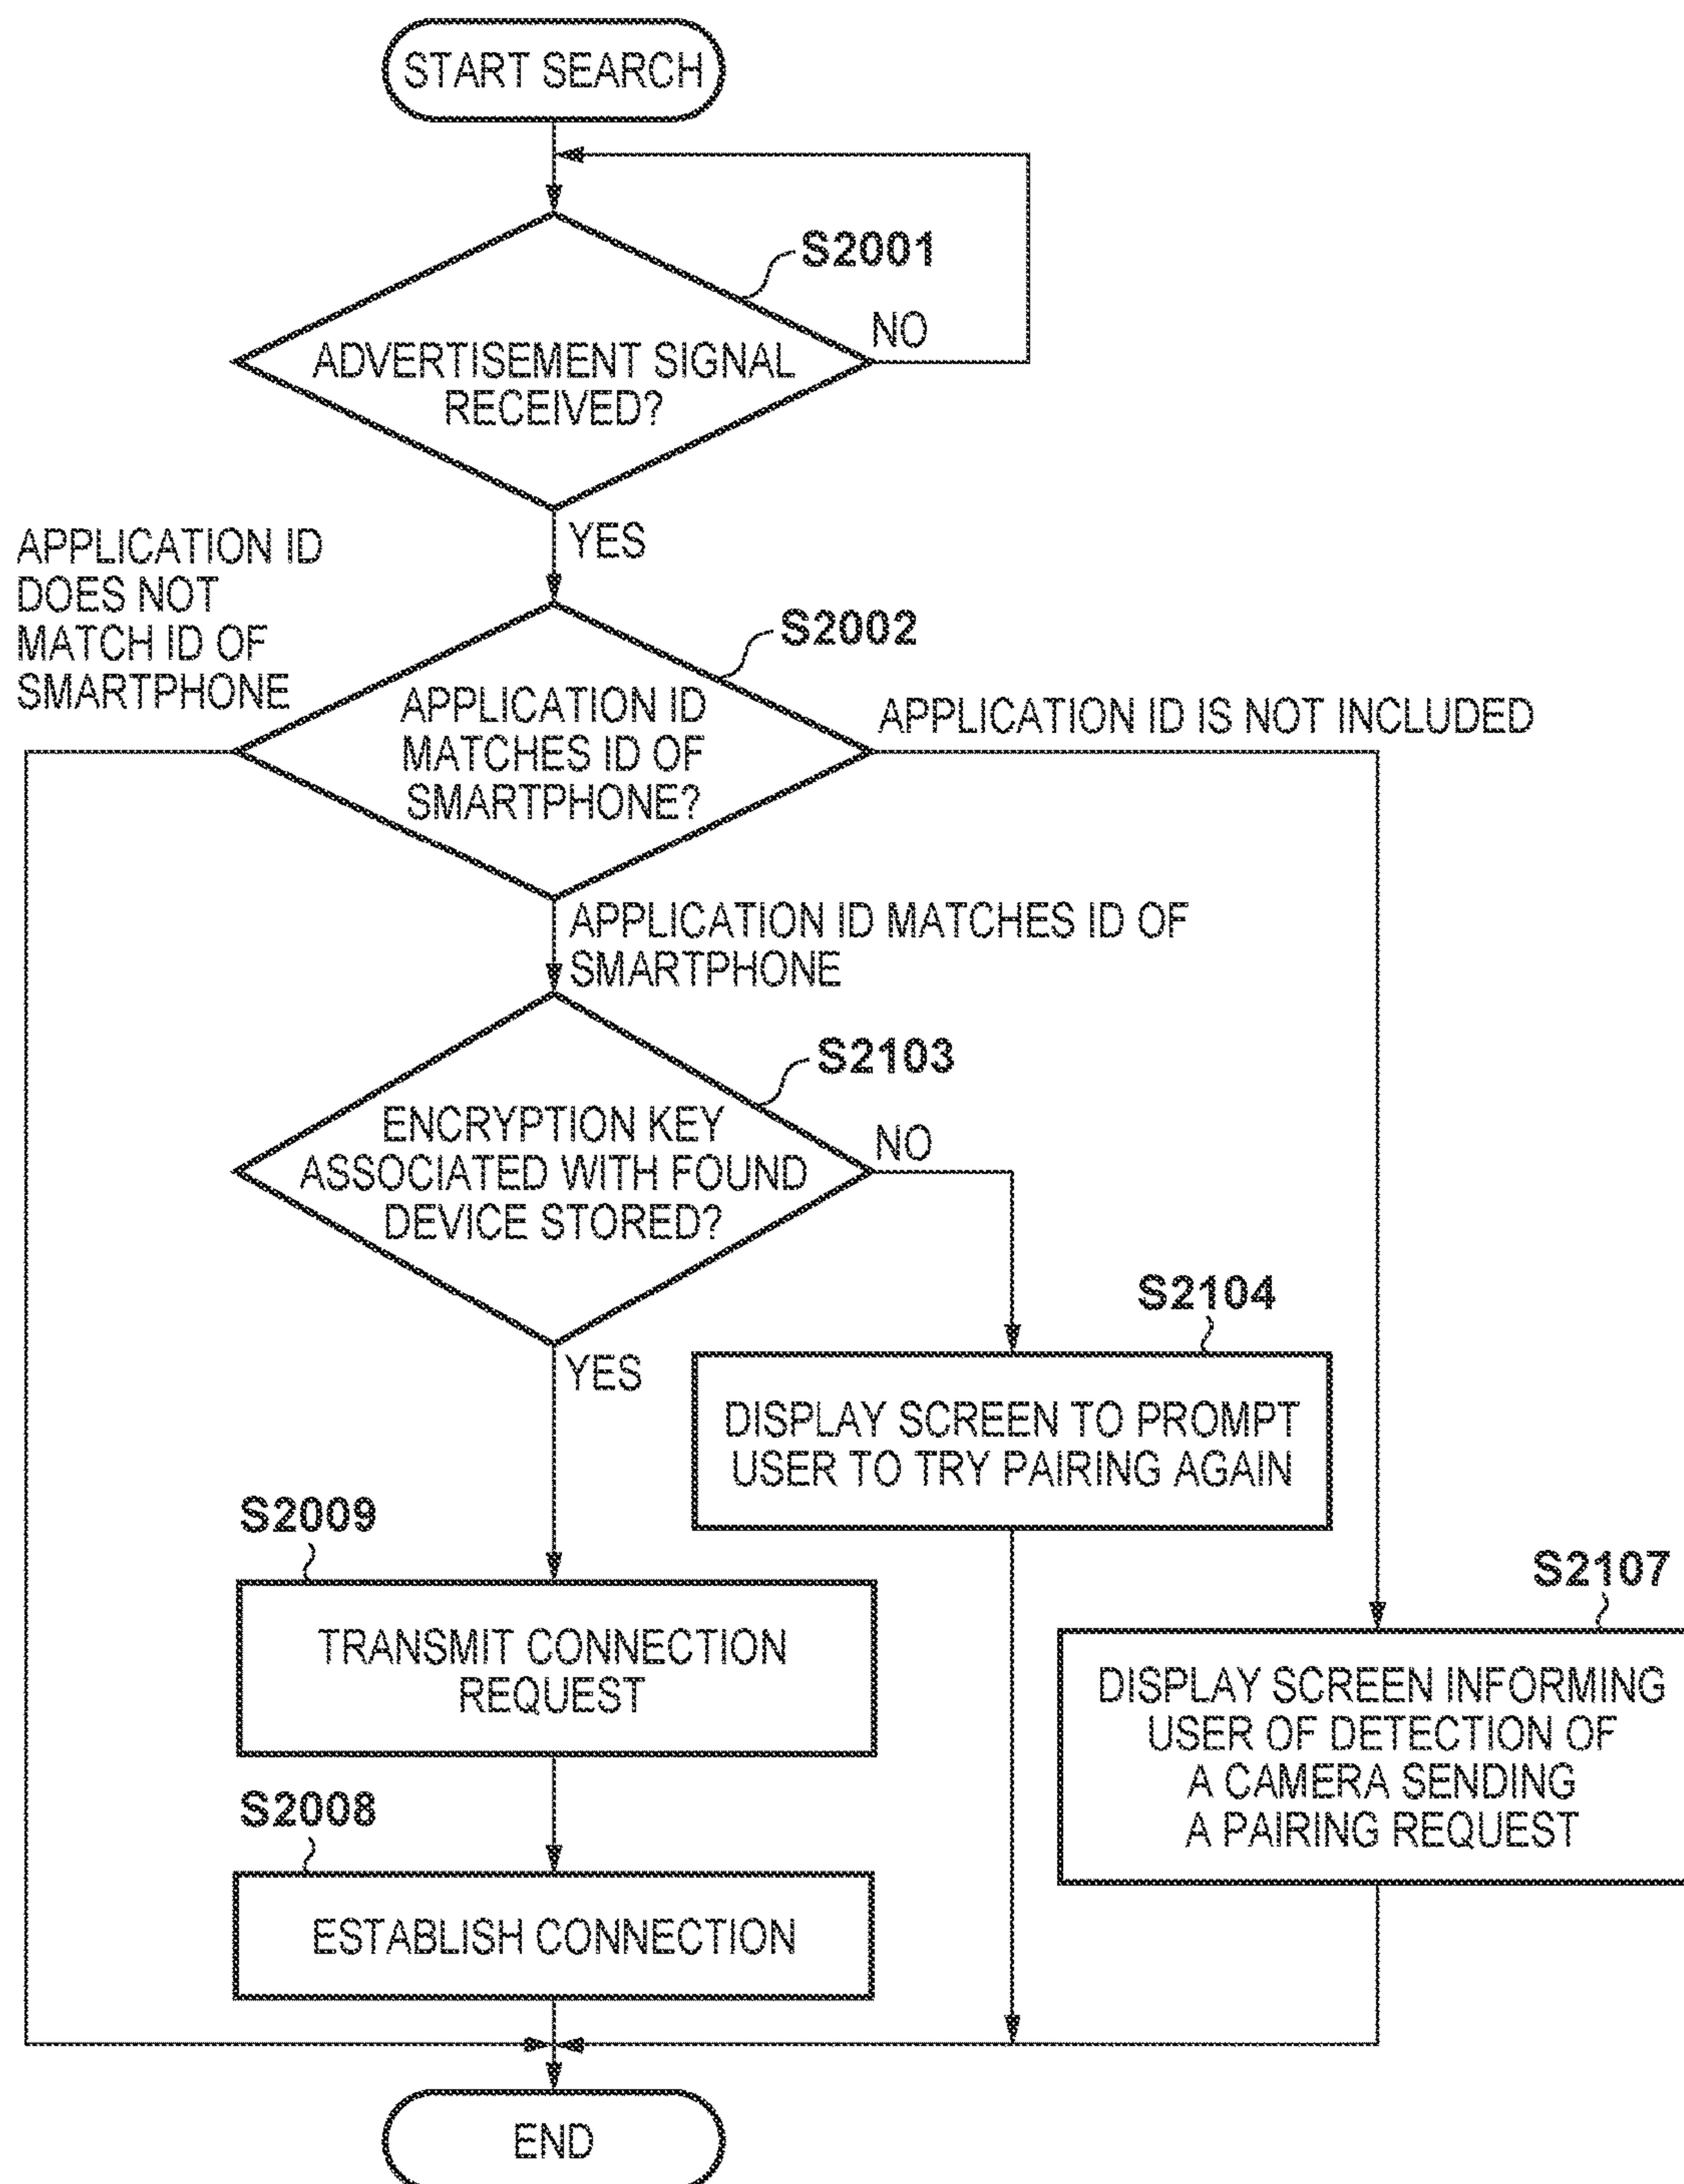 START SEARCH
S2001
NO
ADVERTISEMENT SIGNAL
RECEIVED?
YES
APPLICATION ID
DOES NOT
MATCH ID OF
SMARTPHONE
S2002
APPLICATION ID
MATCHES ID OF
SMARTPHONE?
APPLICATION ID IS NOT INCLUDED
APPLICATION ID MATCHES ID OF
SMARTPHONE
S2103
ENCRYPTION KEY
ASSOCIATED WITH FOUND
DEVICE STORED?
NO
YES
S2104
DISPLAY SCREEN TO PROMPT
USER TO TRY PAIRING AGAIN
S2009
TRANSMIT CONNECTION
REQUEST
S2107
DISPLAY SCREEN INFORMING
USER OF DETECTION OF
A CAMERA SENDING
A PAIRING REQUEST
S2008
ESTABLISH CONNECTION
END